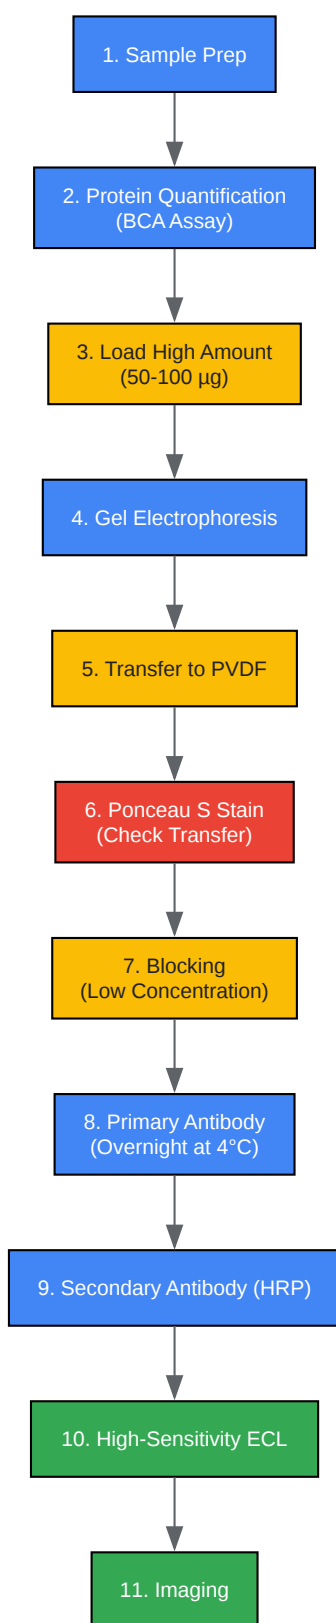 1. Sample Prep
2. Protein Quantification
(BCA Assay)
3. Load High Amount
(50-100 µg)
4. Gel Electrophoresis
5. Transfer to PVDF
6. Ponceau S Stain
(Check Transfer)
7. Blocking
(Low Concentration)
8. Primary Antibody
(Overnight at 4°C)
9. Secondary Antibody (HRP)
10. High-Sensitivity ECL
11. Imaging